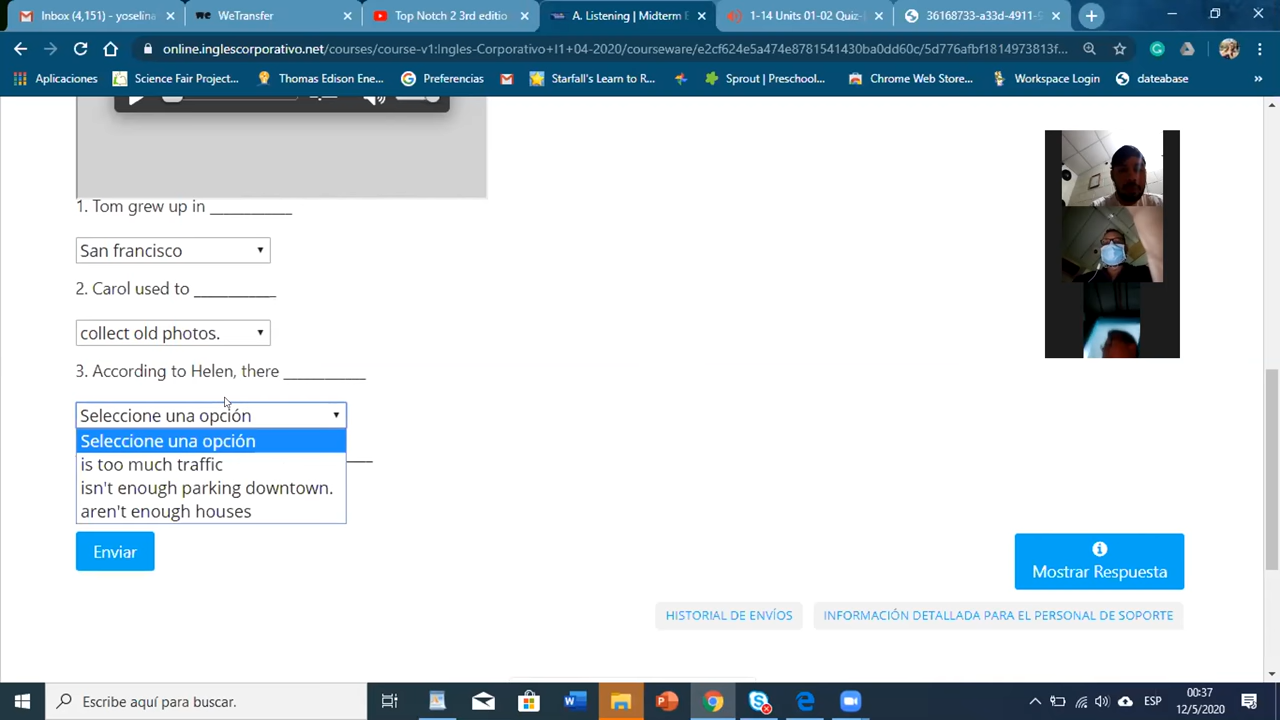 Inbox (4,151) - yoselina
WeTransfer
Top Notch 2 3rd editio
A. Listening | Midterm E
1-14 Units 01-02 Quiz-
36168733-a33d-4911-9
online.inglescorporativo.net/courses/course-v1:Ingles-Corporativo+I1+04-2020/courseware/e2cf624e5a474e8781541430ba0dd60c/5d776afbf1814973813f...
Aplicaciones
Science Fair Project...
Thomas Edison Ene...
Preferencias
Starfall's Learn to R...
Sprout | Preschool...
Chrome Web Store...
Workspace Login
dateabase
1. Tom grew up in __________
San francisco
2. Carol used to __________
collect old photos.
3. According to Helen, there __________
Seleccione una opción
Seleccione una opción
is too much traffic
isn't enough parking downtown.
aren't enough houses
Enviar
Mostrar Respuesta
HISTORIAL DE ENVÍOS
INFORMACIÓN DETALLADA PARA EL PERSONAL DE SOPORTE
Escribe aquí para buscar.
ESP
00:37
12/5/2020